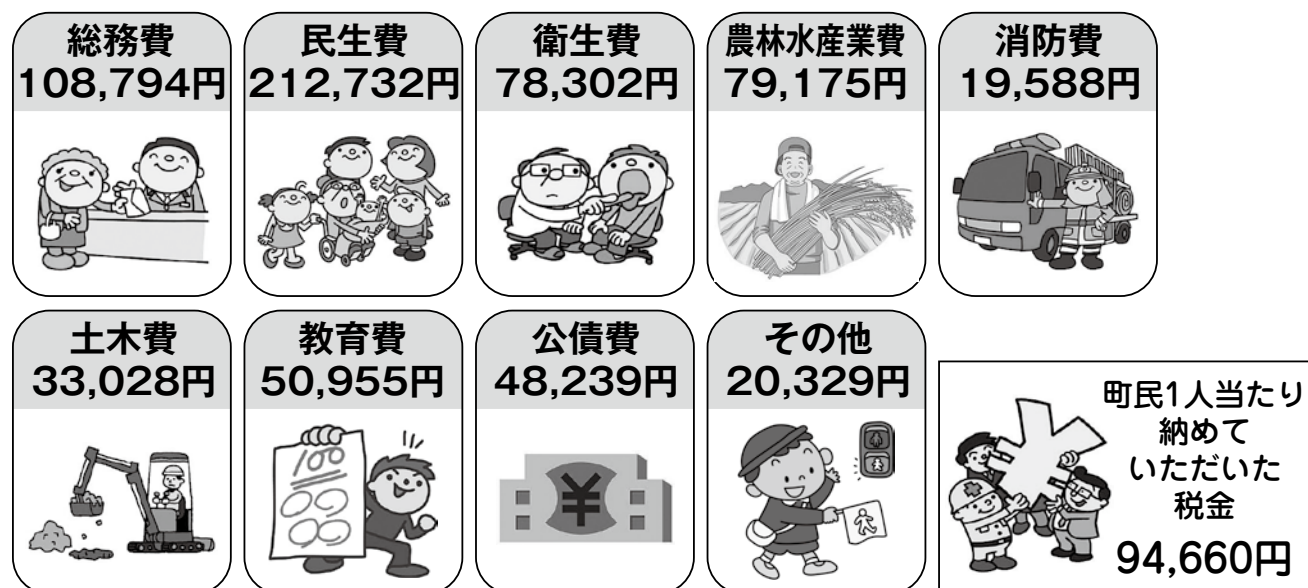 総務費
108,794円
民生費
212,732円
衛生費
78,302円
農林水産業費
79,175円
消防費
19,588円
土木費
33,028円
教育費
50,955円
100
公債費
48,239円
¥
その他
20,329円
町民1人当たり
納めて
いただいた
税金
94,660円